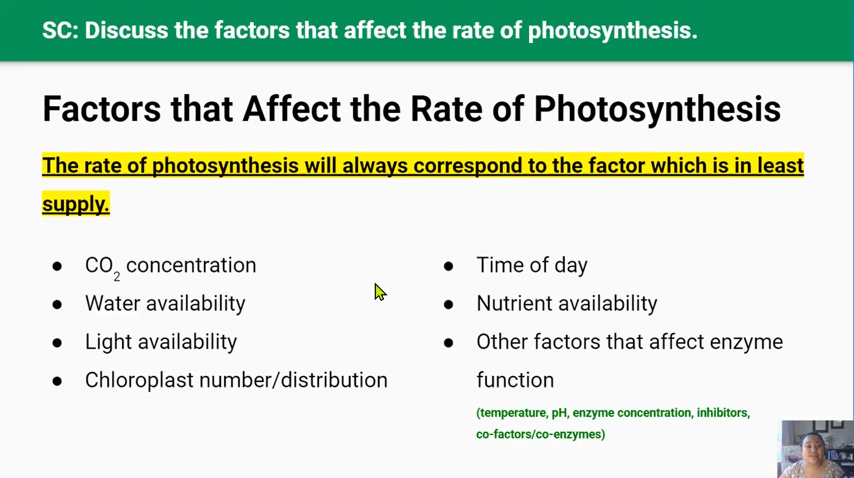 SC: Discuss the factors that affect the rate of photosynthesis.
Factors that Affect the Rate of Photosynthesis
The rate of photosynthesis will always correspond to the factor which is in least
supply.
● CO₂ concentration
● Water availability
● Light availability
● Chloroplast number/distribution
● Time of day
● Nutrient availability
● Other factors that affect enzyme
function
(temperature, pH, enzyme concentration, inhibitors,
co-factors/co-enzymes)